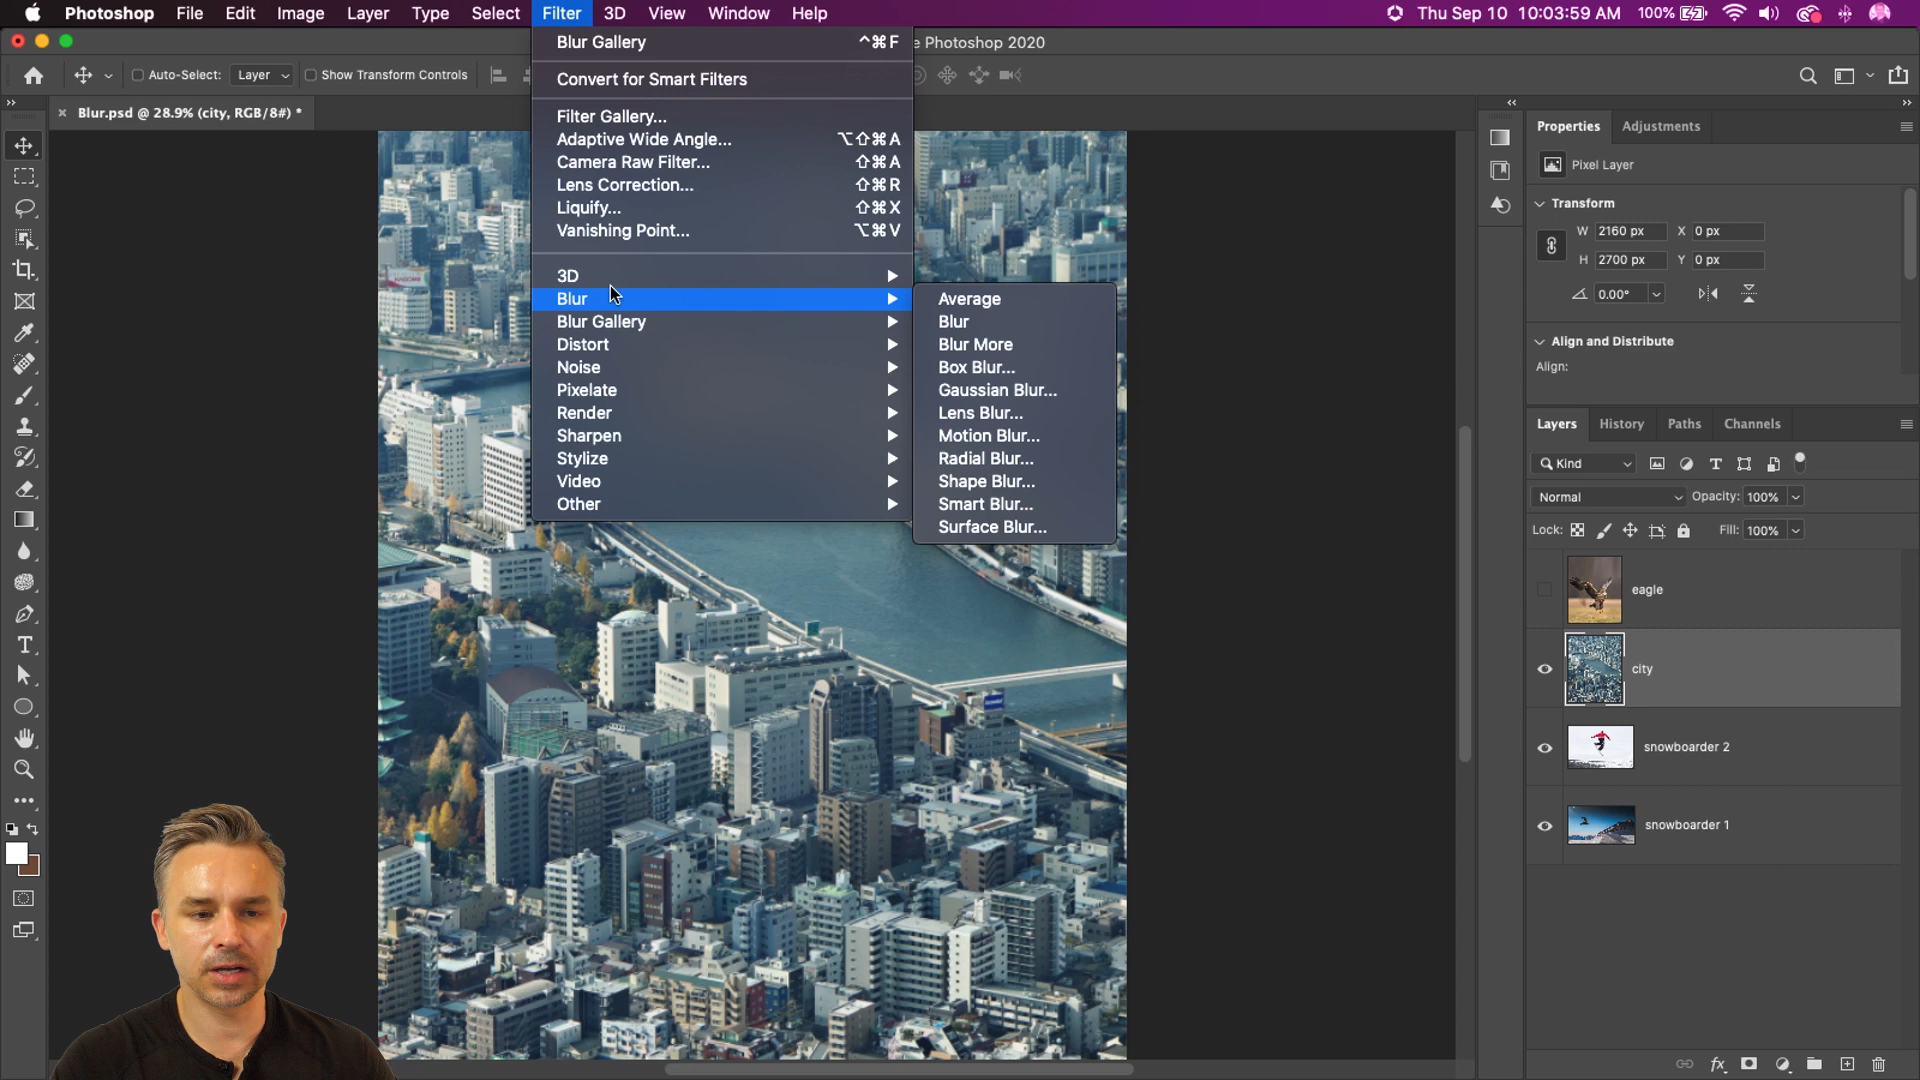 Photoshop File Edit Image Layer Type Select Filter 3D View Window Help Thu Sep 10 10:03:59 AM 100%
Blur Gallery ^⌘F
e Photoshop 2020
Auto-Select: Layer Show Transform Controls
Convert for Smart Filters
Blur.psd @ 28.9% (city, RGB/8#) *
Filter Gallery...
Adaptive Wide Angle... ⌥⇧⌘A
Camera Raw Filter... ⇧⌘A
Lens Correction... ⇧⌘R
Liquify... ⇧⌘X
Vanishing Point... ⌥⌘V
3D
Blur
Blur Gallery
Distort
Noise
Pixelate
Render
Sharpen
Stylize
Video
Other
Average
Blur
Blur More
Box Blur...
Gaussian Blur...
Lens Blur...
Motion Blur...
Radial Blur...
Shape Blur...
Smart Blur...
Surface Blur...
Properties Adjustments
Pixel Layer
Transform
W 2160 px X 0 px
H 2700 px Y 0 px
0.00°
Align and Distribute
Align:
Layers History Paths Channels
Kind
Normal Opacity: 100%
Lock: Fill: 100%
eagle
city
snowboarder 2
snowboarder 1